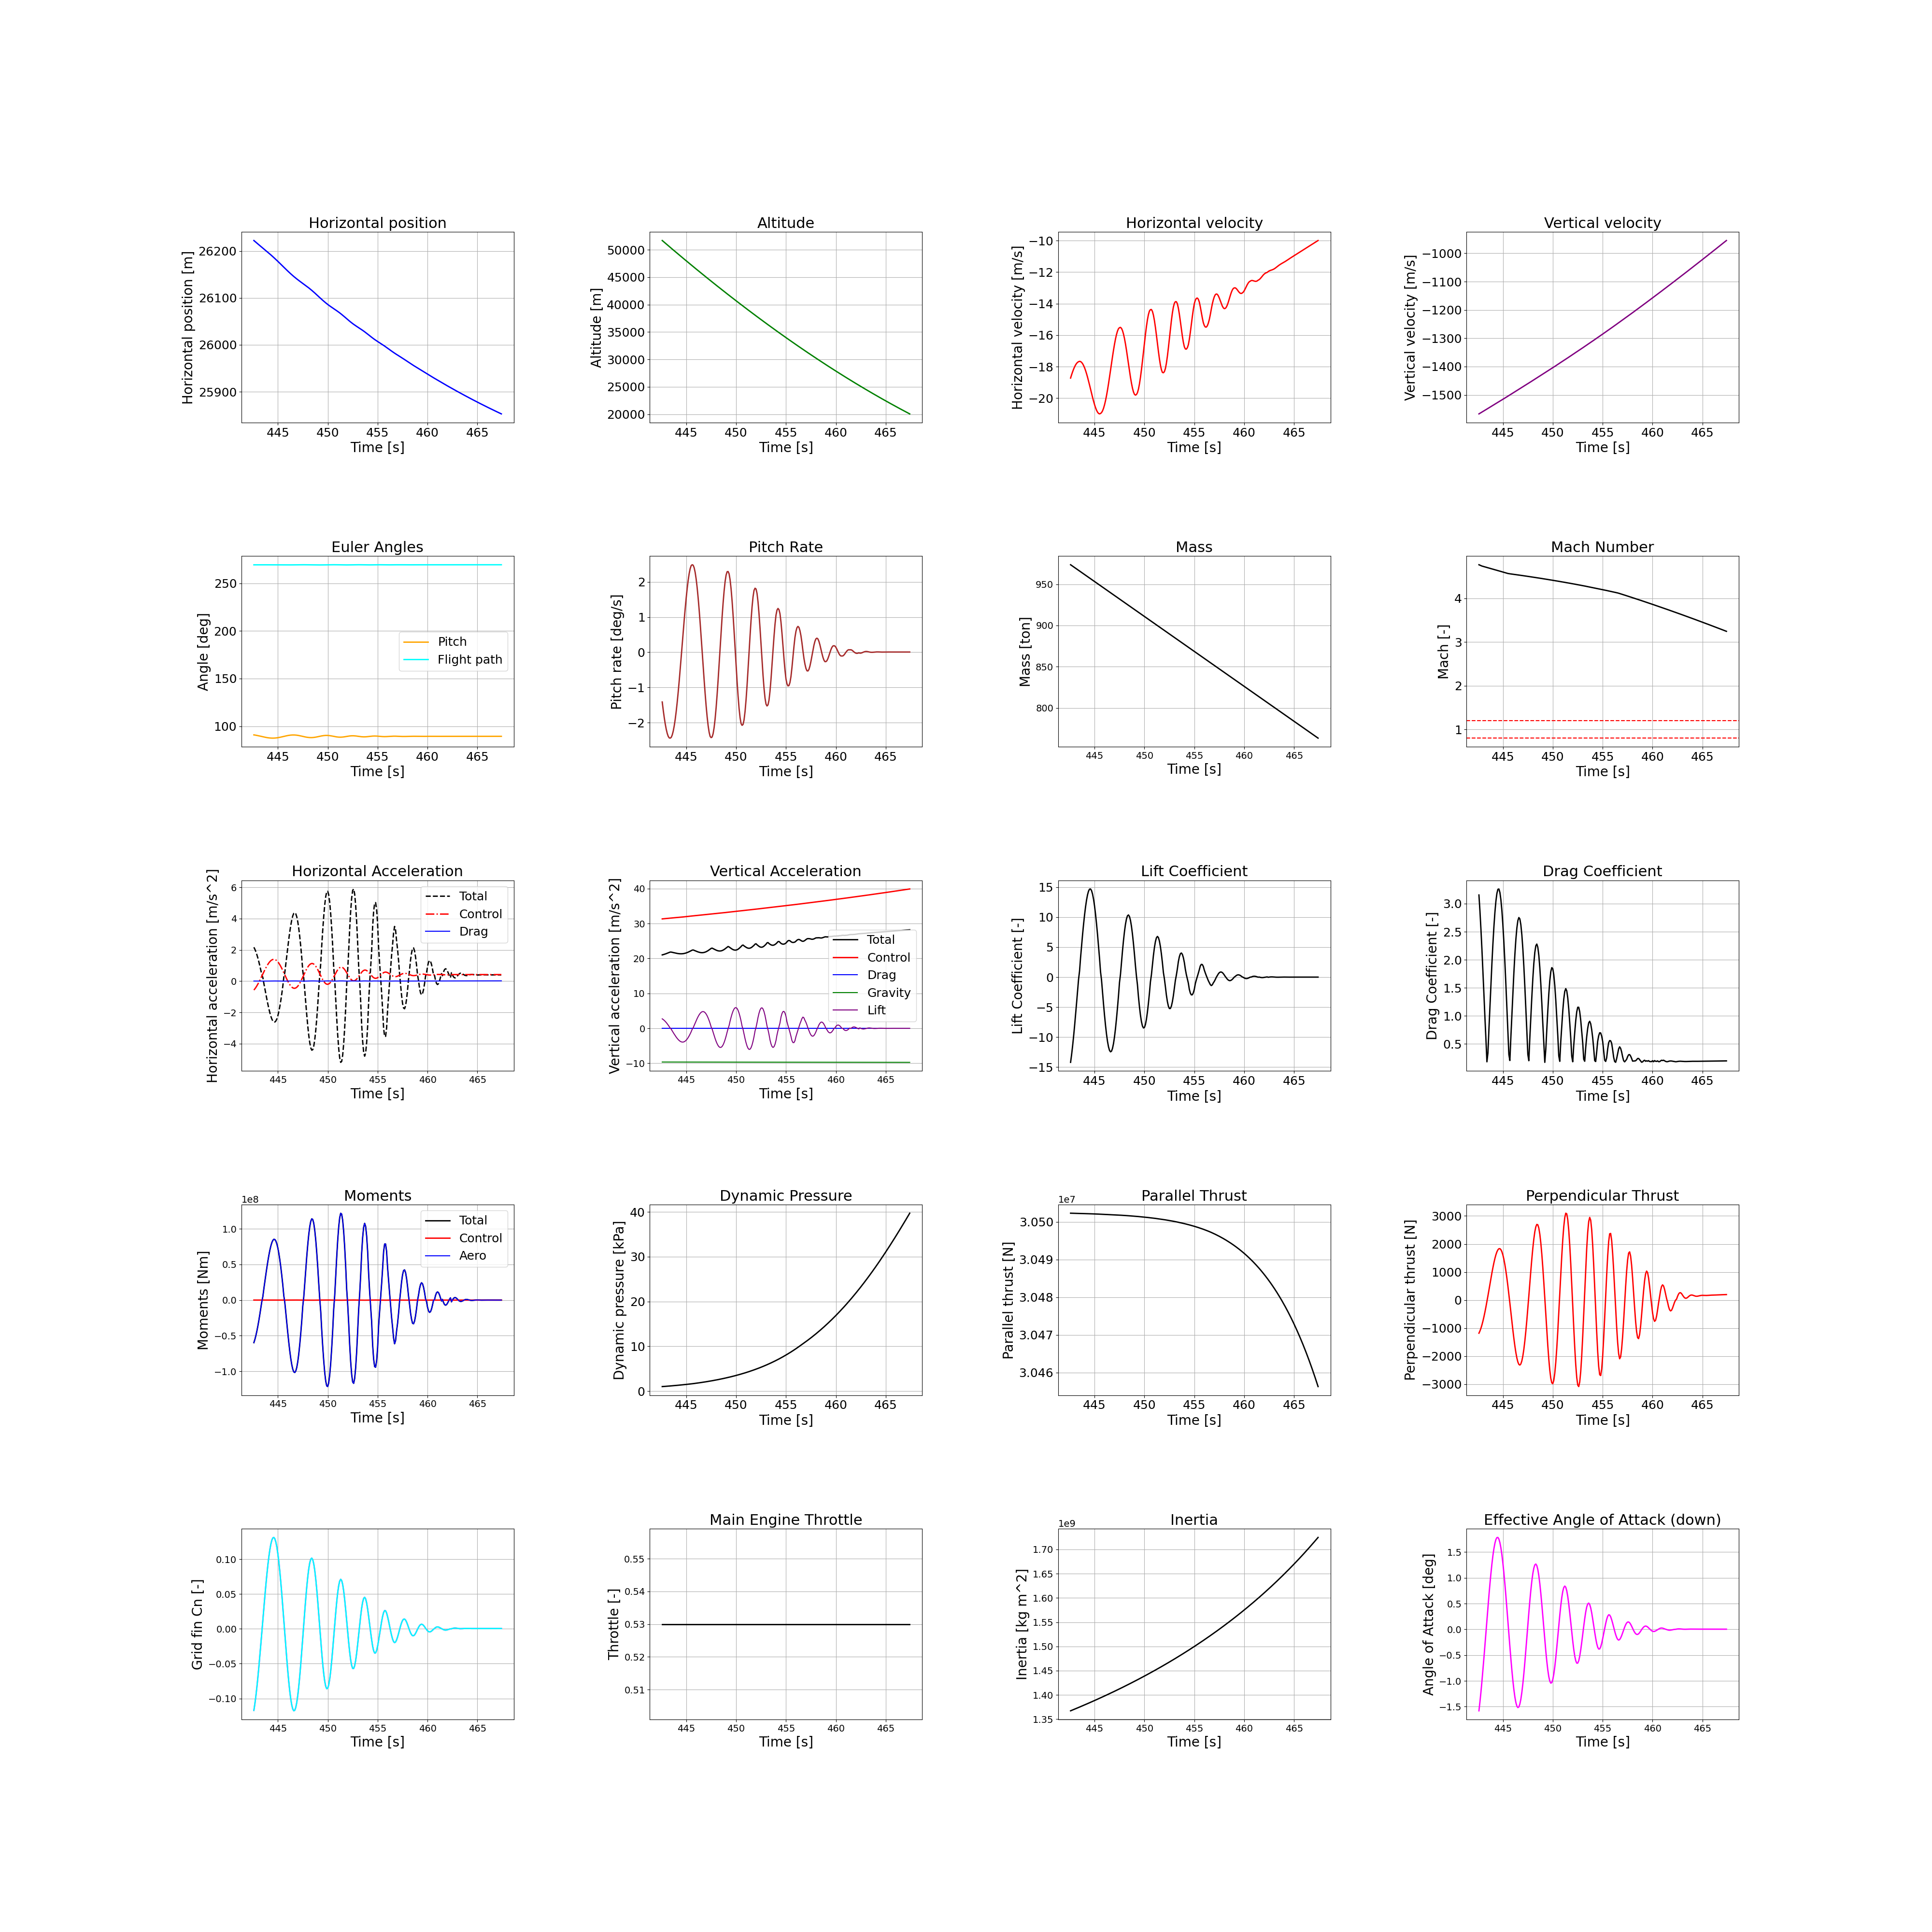 Horizontal position
Horizontal position [m]
26200
26100
26000
25900
445 450 455 460 465
Time [s]
Altitude
Altitude [m]
50000
45000
40000
35000
30000
25000
20000
445 450 455 460 465
Time [s]
Horizontal velocity
Horizontal velocity [m/s]
−10
−12
−14
−16
−18
−20
445 450 455 460 465
Time [s]
Vertical velocity
Vertical velocity [m/s]
−1000
−1100
−1200
−1300
−1400
−1500
445 450 455 460 465
Time [s]
Euler Angles
Angle [deg]
250
200
150
100
Pitch
Flight path
445 450 455 460 465
Time [s]
Pitch Rate
Pitch rate [deg/s]
2
1
0
−1
−2
445 450 455 460 465
Time [s]
Mass
Mass [ton]
950
900
850
800
445 450 455 460 465
Time [s]
Mach Number
Mach [-]
4
3
2
1
445 450 455 460 465
Time [s]
Horizontal Acceleration
Horizontal acceleration [m/s^2]
6
4
2
0
−2
−4
Total
Control
Drag
445 450 455 460 465
Time [s]
Vertical Acceleration
Vertical acceleration [m/s^2]
40
30
20
10
0
−10
Total
Control
Drag
Gravity
Lift
445 450 455 460 465
Time [s]
Lift Coefficient
Lift Coefficient [-]
15
10
5
0
−5
−10
−15
445 450 455 460 465
Time [s]
Drag Coefficient
Drag Coefficient [-]
3.0
2.5
2.0
1.5
1.0
0.5
445 450 455 460 465
Time [s]
Moments
1e8
Moments [Nm]
1.0
0.5
0.0
−0.5
−1.0
Total
Control
Aero
445 450 455 460 465
Time [s]
Dynamic Pressure
Dynamic pressure [kPa]
40
30
20
10
0
445 450 455 460 465
Time [s]
Parallel Thrust
1e7
Parallel thrust [N]
3.050
3.049
3.048
3.047
3.046
445 450 455 460 465
Time [s]
Perpendicular Thrust
Perpendicular thrust [N]
3000
2000
1000
0
−1000
−2000
−3000
445 450 455 460 465
Time [s]
Grid fin Cn [-]
0.10
0.05
0.00
−0.05
−0.10
445 450 455 460 465
Time [s]
Main Engine Throttle
Throttle [-]
0.55
0.54
0.53
0.52
0.51
445 450 455 460 465
Time [s]
Inertia
1e9
Inertia [kg m^2]
1.70
1.65
1.60
1.55
1.50
1.45
1.40
1.35
445 450 455 460 465
Time [s]
Effective Angle of Attack (down)
Angle of Attack [deg]
1.5
1.0
0.5
0.0
−0.5
−1.0
−1.5
445 450 455 460 465
Time [s]